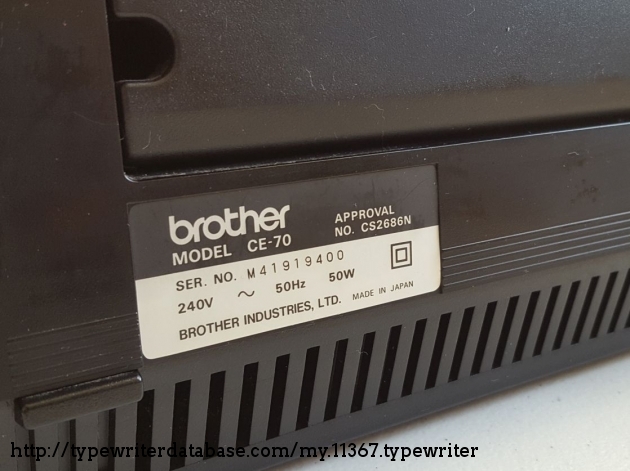 brother
MODEL CE-70
APPROVAL
NO. CS2686N
SER. NO. M41919400
240V ~ 50Hz 50W
BROTHER INDUSTRIES, LTD. MADE IN JAPAN
http://typewriterdatabase.com/my.11367.typewriter